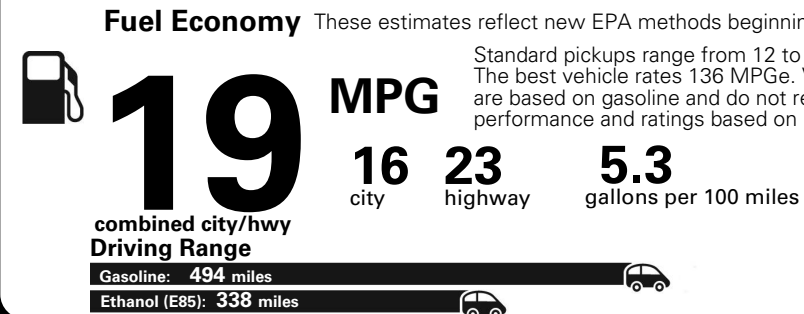 Fuel Economy These estimates reflect new EPA methods beginning
Standard pickups range from 12 to
The best vehicle rates 136 MPGe. V
are based on gasoline and do not re
performance and ratings based on
19 MPG
16 23 5.3
city highway gallons per 100 miles
combined city/hwy
Driving Range
Gasoline: 494 miles
Ethanol (E85): 338 miles